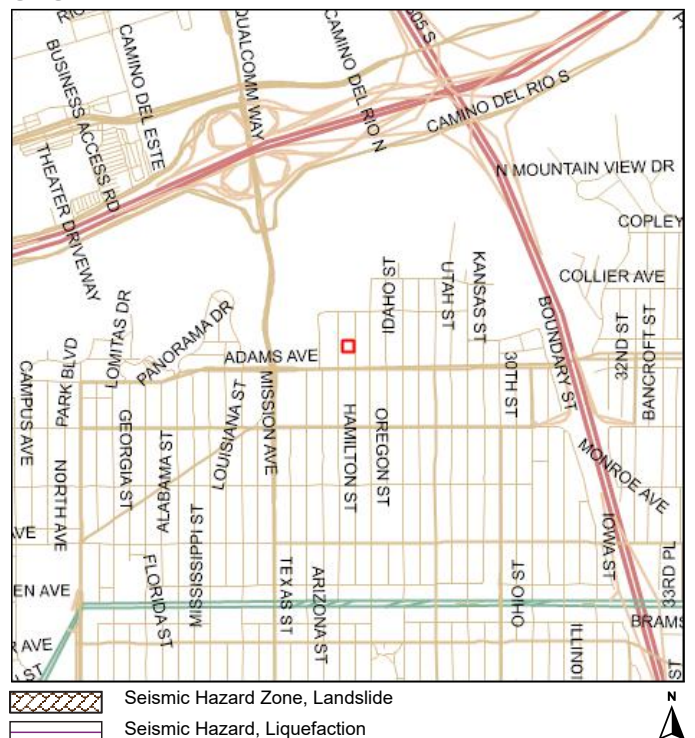 RIO
CAMINO DEL ESTE
BUSINESS ACCESS RD
THEATER DRIVEWAY
QUALCOMM WAY
CAMINO DEL RIO N
805 S
CAMINO DEL RIO S
N MOUNTAIN VIEW DR
COPLEY
COLLIER AVE
IDAHO ST
UTAH ST
KANSAS ST
BOUNDARY ST
32ND ST
BANCROFT ST
LOMITAS DR
PANORAMA DR
ADAMS AVE
PARK BLVD
CAMPUS AVE
MISSION AVE
30TH ST
GEORGIA ST
ALABAMA ST
LOUISIANA ST
HAMILTON ST
OREGON ST
MONROE AVE
NORTH AVE
MISSISSIPPI ST
IOWA ST
AVE
FLORIDA ST
TEXAS ST
ARIZONA ST
OHIO ST
33RD PL
EN AVE
BRAMS
R AVE
ST
ILLINOI
ST
Seismic Hazard Zone, Landslide
N
Seismic Hazard, Liquefaction